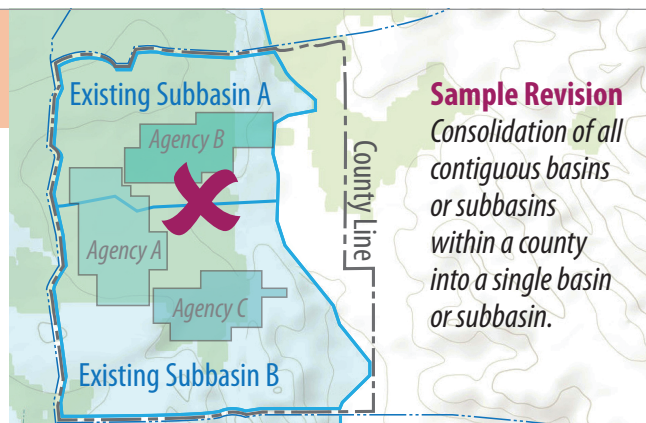 Existing Subbasin A
Agency B
Agency A
Agency C
Existing Subbasin B
County Line
Sample Revision
Consolidation of all
contiguous basins
or subbasins
within a county
into a single basin
or subbasin.